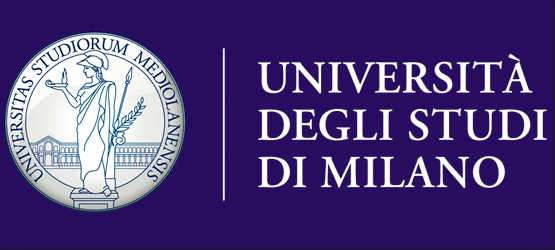 UNIVERSITAS STUDIORUM MEDIOLANENSIS
UNIVERSITÀ
DEGLI STUDI
DI MILANO